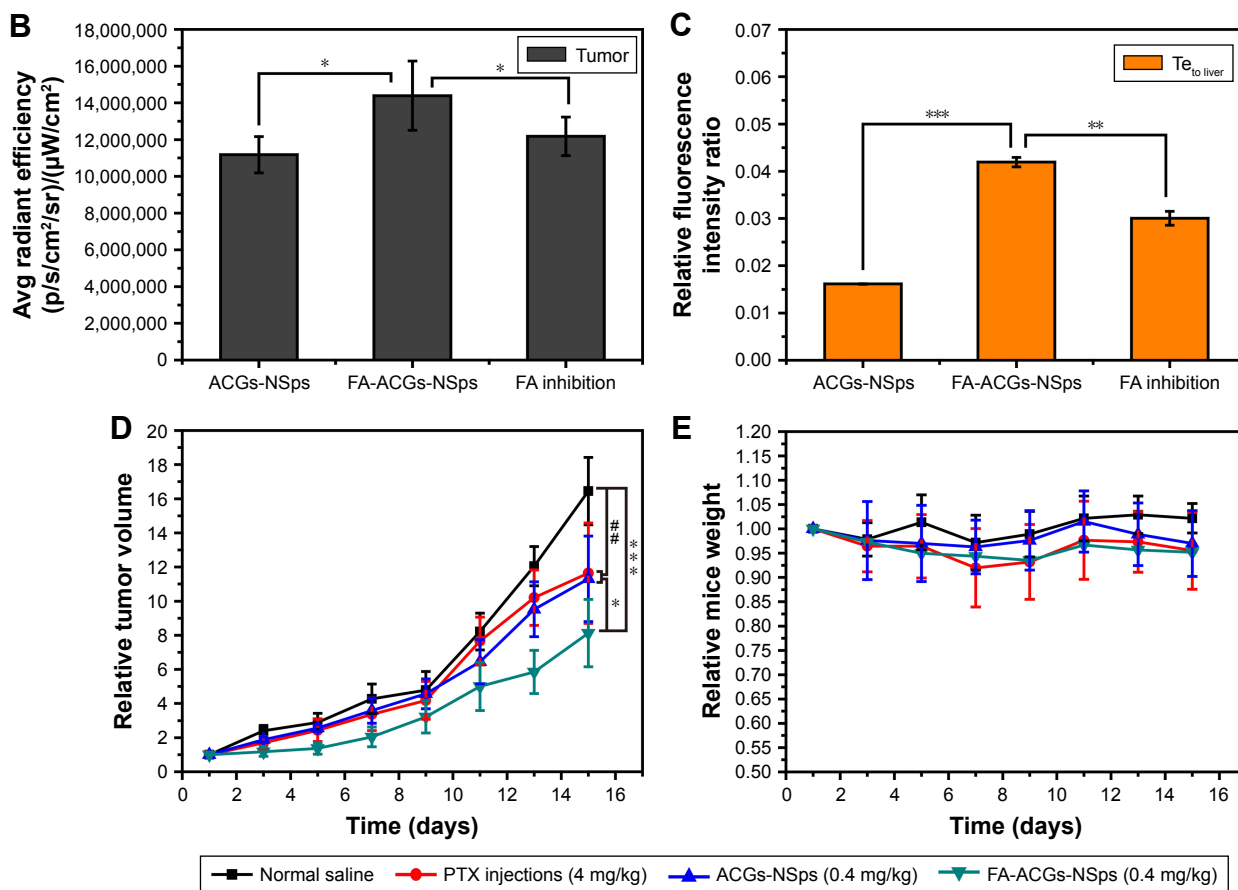 B
Avg radiant efficiency
(p/s/cm²/sr)/(µW/cm²)
18,000,000
16,000,000
14,000,000
12,000,000
10,000,000
8,000,000
6,000,000
4,000,000
2,000,000
0
Tumor
*
*
ACGs-NSps
FA-ACGs-NSps
FA inhibition
C
Relative fluorescence
intensity ratio
0.07
0.06
0.05
0.04
0.03
0.02
0.01
0.00
Te to liver
***
**
ACGs-NSps
FA-ACGs-NSps
FA inhibition
D
Relative tumor volume
20
18
16
14
12
10
8
6
4
2
0
##
***
*
0 2 4 6 8 10 12 14 16
Time (days)
E
Relative mice weight
1.20
1.15
1.10
1.05
1.00
0.95
0.90
0.85
0.80
0.75
0.70
0.65
0.60
0.55
0.50
0 2 4 6 8 10 12 14 16
Time (days)
Normal saline PTX injections (4 mg/kg) ACGs-NSps (0.4 mg/kg) FA-ACGs-NSps (0.4 mg/kg)